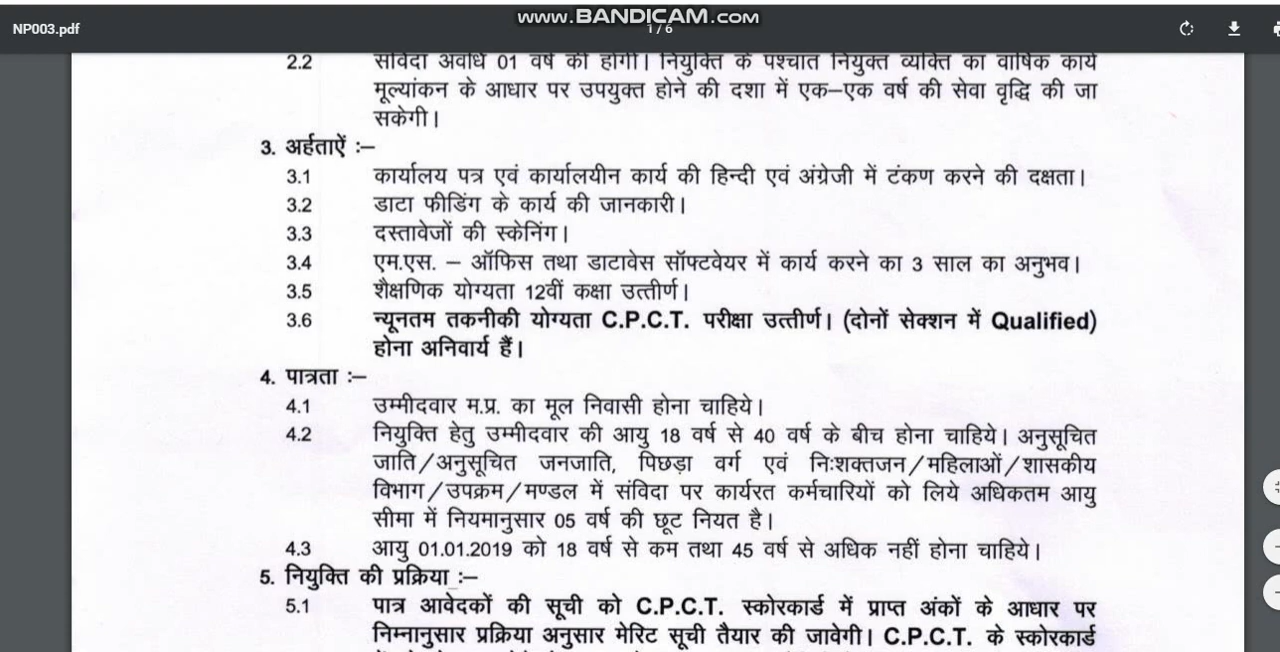 www.BANDICAM.com
NP003.pdf
1 / 6
2.2 संविदा अवधि 01 वर्ष की होगी। नियुक्ति के पश्चात नियुक्त व्यक्ति का वार्षिक कार्य
मूल्यांकन के आधार पर उपयुक्त होने की दशा में एक–एक वर्ष की सेवा वृद्धि की जा
सकेगी।
3. अर्हताऐं :–
3.1 कार्यालय पत्र एवं कार्यालयीन कार्य की हिन्दी एवं अंग्रेजी में टंकण करने की दक्षता।
3.2 डाटा फीडिंग के कार्य की जानकारी।
3.3 दस्तावेजों की स्केनिंग।
3.4 एम.एस. – ऑफिस तथा डाटावेस सॉफ्टवेयर में कार्य करने का 3 साल का अनुभव।
3.5 शैक्षणिक योग्यता 12वीं कक्षा उत्तीर्ण।
3.6 न्यूनतम तकनीकी योग्यता C.P.C.T. परीक्षा उत्तीर्ण। (दोनों सेक्शन में Qualified)
होना अनिवार्य हैं।
4. पात्रता :–
4.1 उम्मीदवार म.प्र. का मूल निवासी होना चाहिये।
4.2 नियुक्ति हेतु उम्मीदवार की आयु 18 वर्ष से 40 वर्ष के बीच होना चाहिये। अनुसूचित
जाति/अनुसूचित जनजाति, पिछड़ा वर्ग एवं निःशक्तजन/महिलाओं/शासकीय
विभाग/उपक्रम/मण्डल में संविदा पर कार्यरत कर्मचारियों को लिये अधिकतम आयु
सीमा में नियमानुसार 05 वर्ष की छूट नियत है।
4.3 आयु 01.01.2019 को 18 वर्ष से कम तथा 45 वर्ष से अधिक नहीं होना चाहिये।
5. नियुक्ति की प्रक्रिया :–
5.1 पात्र आवेदकों की सूची को C.P.C.T. स्कोरकार्ड में प्राप्त अंकों के आधार पर
निम्नानुसार प्रक्रिया अनुसार मेरिट सूची तैयार की जावेगी। C.P.C.T. के स्कोरकार्ड